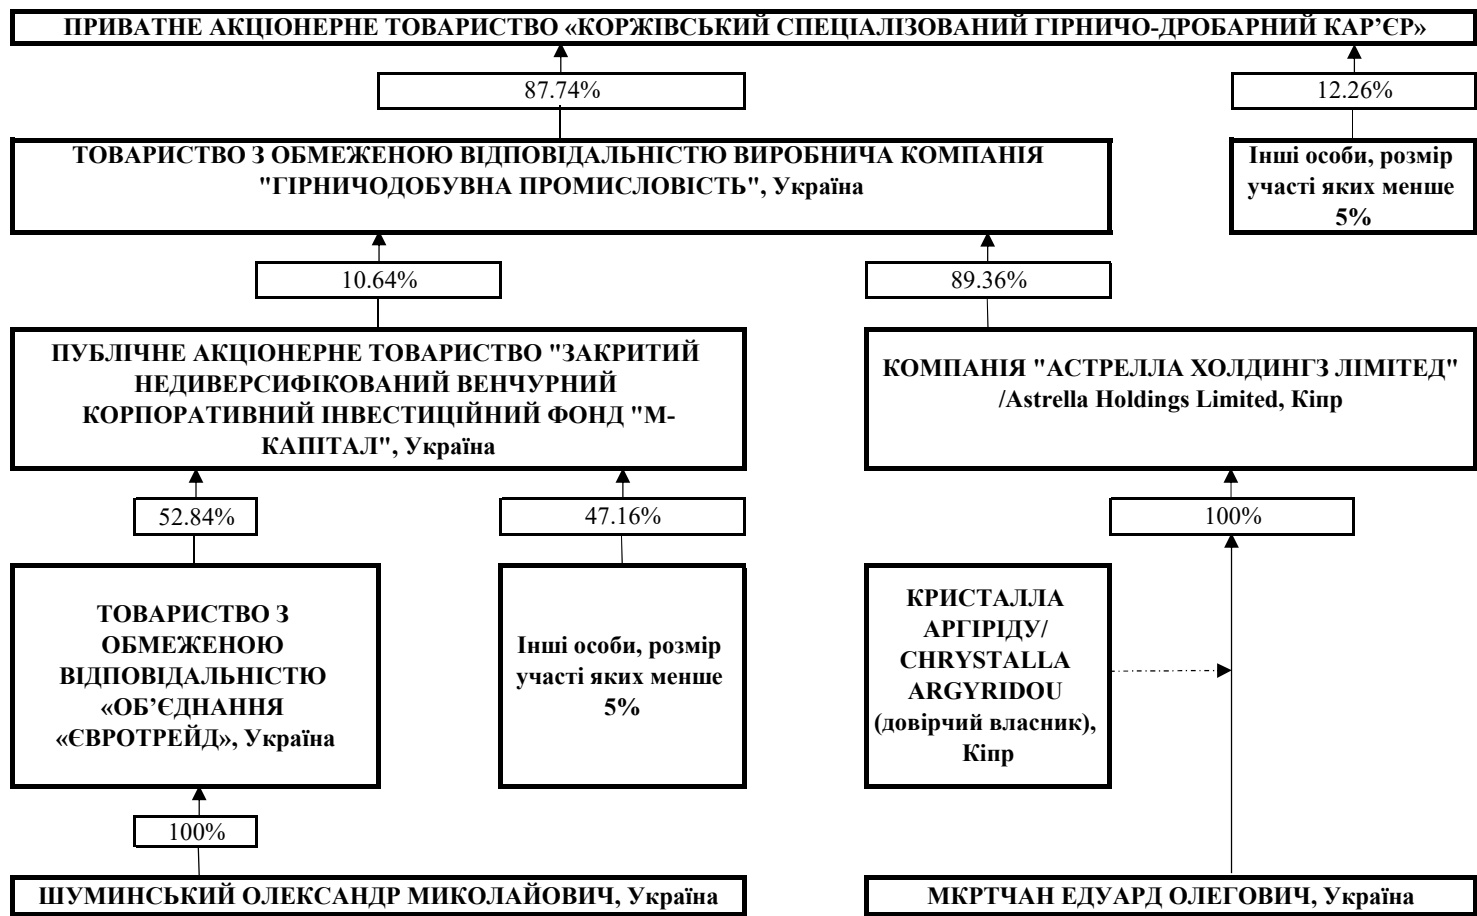 ПРИВАТНЕ АКЦІОНЕРНЕ ТОВАРИСТВО «КОРЖІВСЬКИЙ СПЕЦІАЛІЗОВАНИЙ ГІРНИЧО-ДРОБАРНИЙ КАР’ЄР»
87.74%
12.26%
ТОВАРИСТВО З ОБМЕЖЕНОЮ ВІДПОВІДАЛЬНІСТЮ ВИРОБНИЧА КОМПАНІЯ
"ГІРНИЧОДОБУВНА ПРОМИСЛОВІСТЬ", Україна
Інші особи, розмір
участі яких менше
5%
10.64%
89.36%
ПУБЛІЧНЕ АКЦІОНЕРНЕ ТОВАРИСТВО "ЗАКРИТИЙ
НЕДИВЕРСИФІКОВАНИЙ ВЕНЧУРНИЙ
КОРПОРАТИВНИЙ ІНВЕСТИЦІЙНИЙ ФОНД "М-
КАПІТАЛ", Україна
КОМПАНІЯ "АСТРЕЛЛА ХОЛДИНГЗ ЛІМІТЕД"
/Astrella Holdings Limited, Кіпр
52.84%
47.16%
100%
ТОВАРИСТВО З
ОБМЕЖЕНОЮ
ВІДПОВІДАЛЬНІСТЮ
«ОБ’ЄДНАННЯ
«ЄВРОТРЕЙД», Україна
Інші особи, розмір
участі яких менше
5%
КРИСТАЛЛА
АРГІРІДУ/
CHRYSTALLA
ARGYRIDOU
(довірчий власник),
Кіпр
100%
ШУМИНСЬКИЙ ОЛЕКСАНДР МИКОЛАЙОВИЧ, Україна
МКРТЧАН ЕДУАРД ОЛЕГОВИЧ, Україна